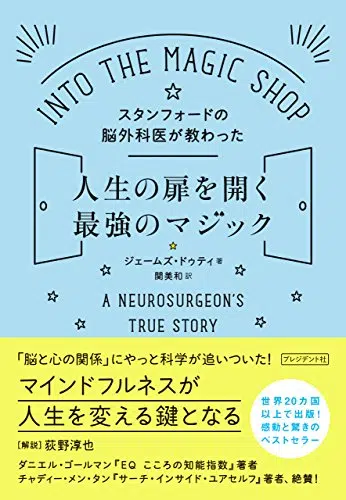 INTO THE MAGIC SHOP
スタンフォードの
脳外科医が教わった
人生の扉を開く
最強のマジック
ジェームズ・ドゥティ 著
関美和 訳
A NEUROSURGEON'S
TRUE STORY
「脳と心の関係」にやっと科学が追いついた!
プレジデント社
マインドフルネスが
人生を変える鍵となる
[解説] 荻野淳也
世界20カ国
以上で出版!
感動と驚きの
ベストセラー
ダニエル・ゴールマン『EQ こころの知能指数』著者
チャディー・メン・タン『サーチ・インサイド・ユアセルフ』著者、絶賛!